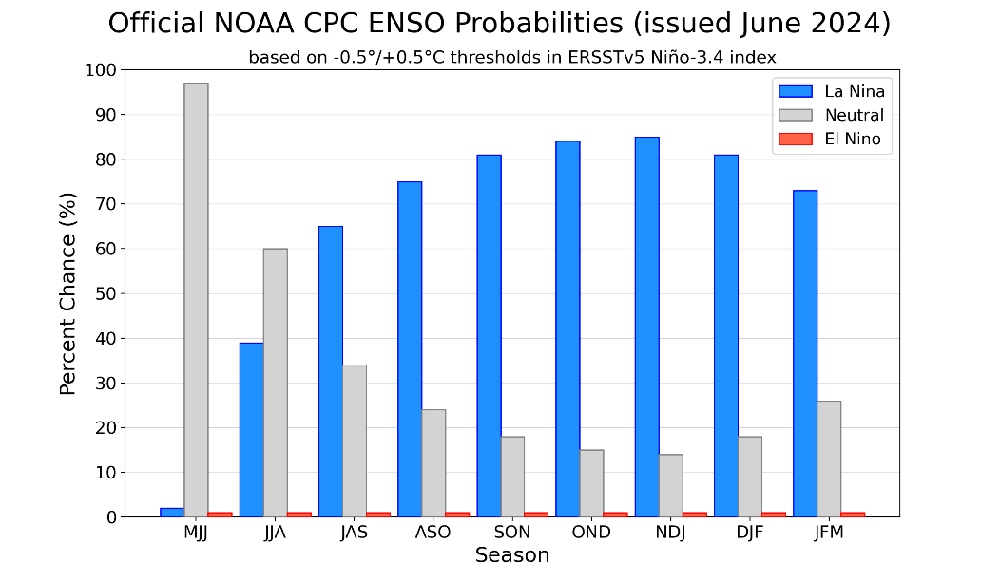 Official NOAA CPC ENSO Probabilities (issued June 2024)
based on -0.5°/+0.5°C thresholds in ERSSTv5 Niño-3.4 index
La Nina
Neutral
El Nino
Percent Chance (%)
100
90
80
70
60
50
40
30
20
10
0
MJJ JJA JAS ASO SON OND NDJ DJF JFM
Season